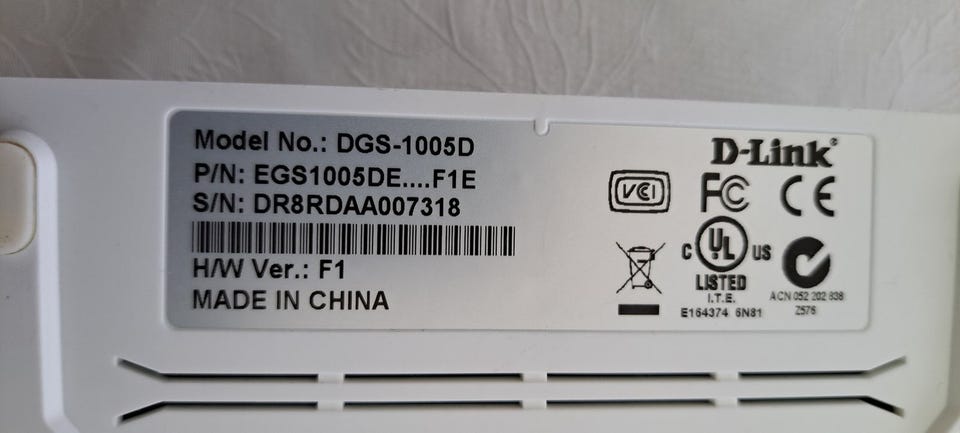 Model No.: DGS-1005D
P/N: EGS1005DE....F1E
S/N: DR8RDAA007318
H/W Ver.: F1
MADE IN CHINA
D-Link®
VCI FC CE
C UL US
LISTED
I.T.E.
E164374 6N81
ACN 052 202 838
Z576